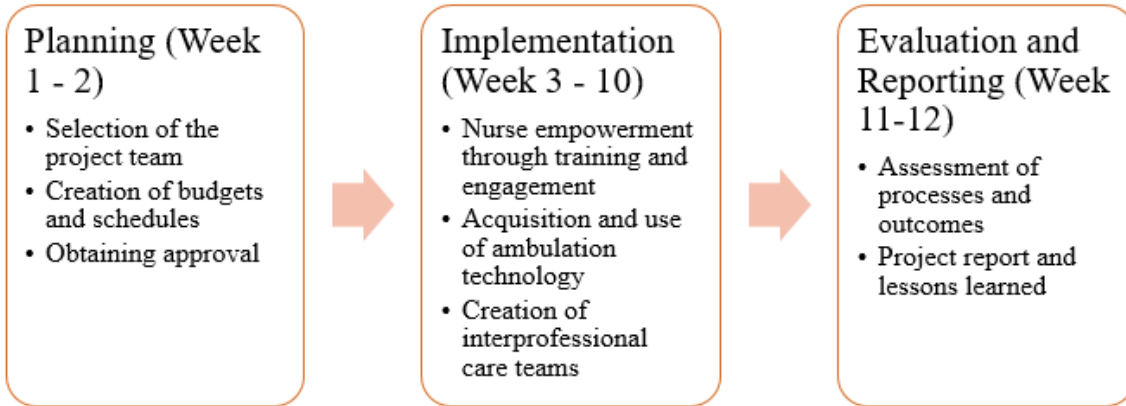 Planning (Week
1 - 2)
• Selection of the
project team
• Creation of budgets
and schedules
• Obtaining approval
Implementation
(Week 3 - 10)
• Nurse empowerment
through training and
engagement
• Acquisition and use
of ambulation
technology
• Creation of
interprofessional
care teams
Evaluation and
Reporting (Week
11-12)
• Assessment of
processes and
outcomes
• Project report and
lessons learned